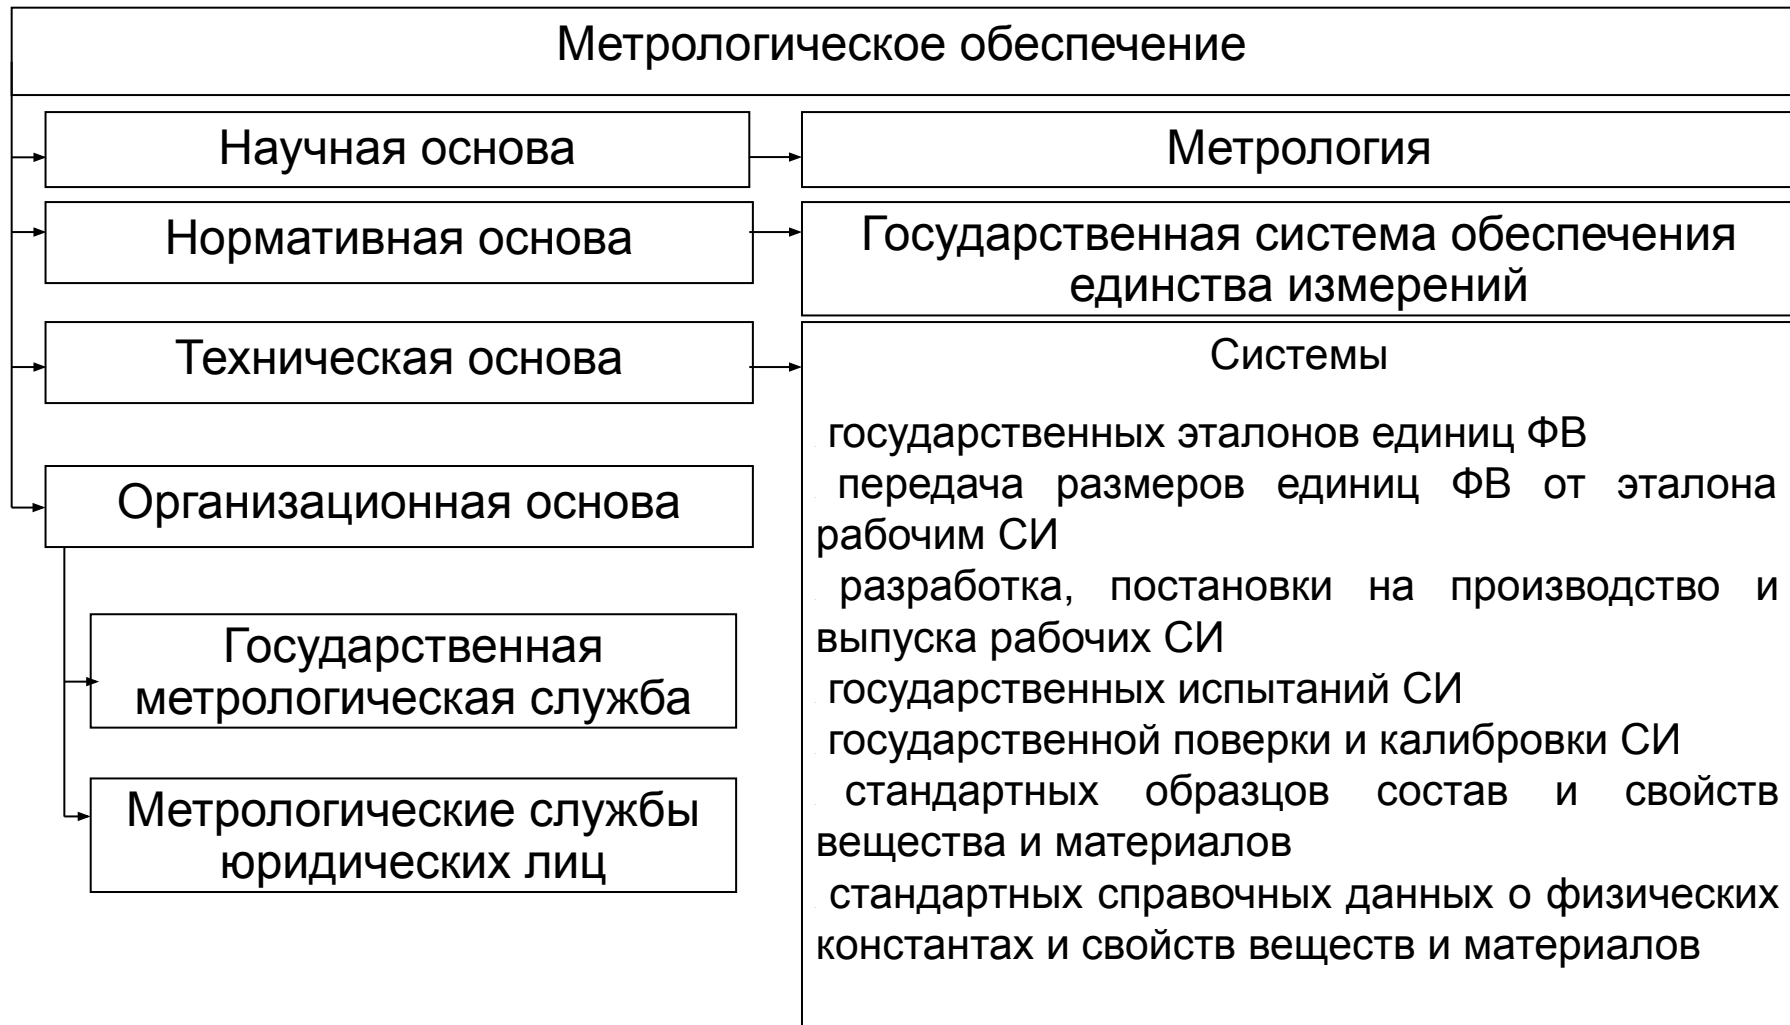 Метрологическое обеспечение
Научная основа
Метрология
Нормативная основа
Государственная система обеспечения
единства измерений
Техническая основа
Системы
государственных эталонов единиц ФВ
передача размеров единиц ФВ от эталона
рабочим СИ
разработка, постановки на производство и
выпуска рабочих СИ
государственных испытаний СИ
государственной поверки и калибровки СИ
стандартных образцов состав и свойств
вещества и материалов
стандартных справочных данных о физических
константах и свойств веществ и материалов
Организационная основа
Государственная
метрологическая служба
Метрологические службы
юридических лиц